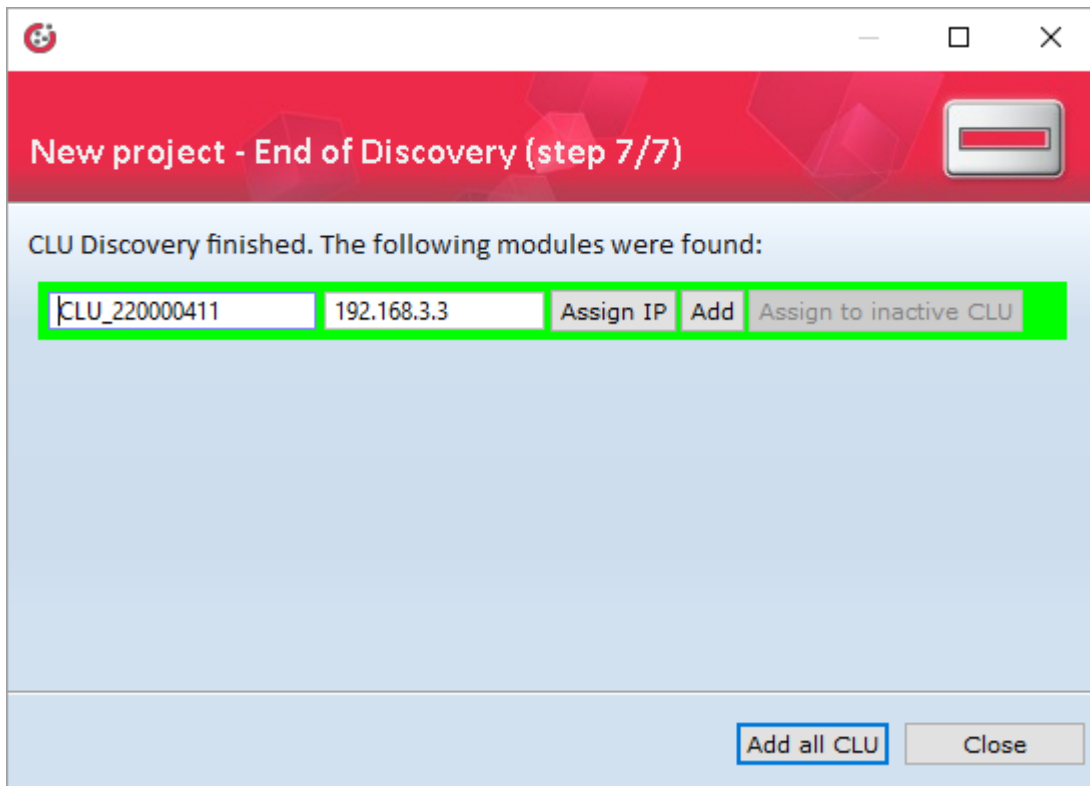 New project - End of Discovery (step 7/7)
CLU Discovery finished. The following modules were found:
CLU_220000411 192.168.3.3 Assign IP Add Assign to inactive CLU
Add all CLU Close